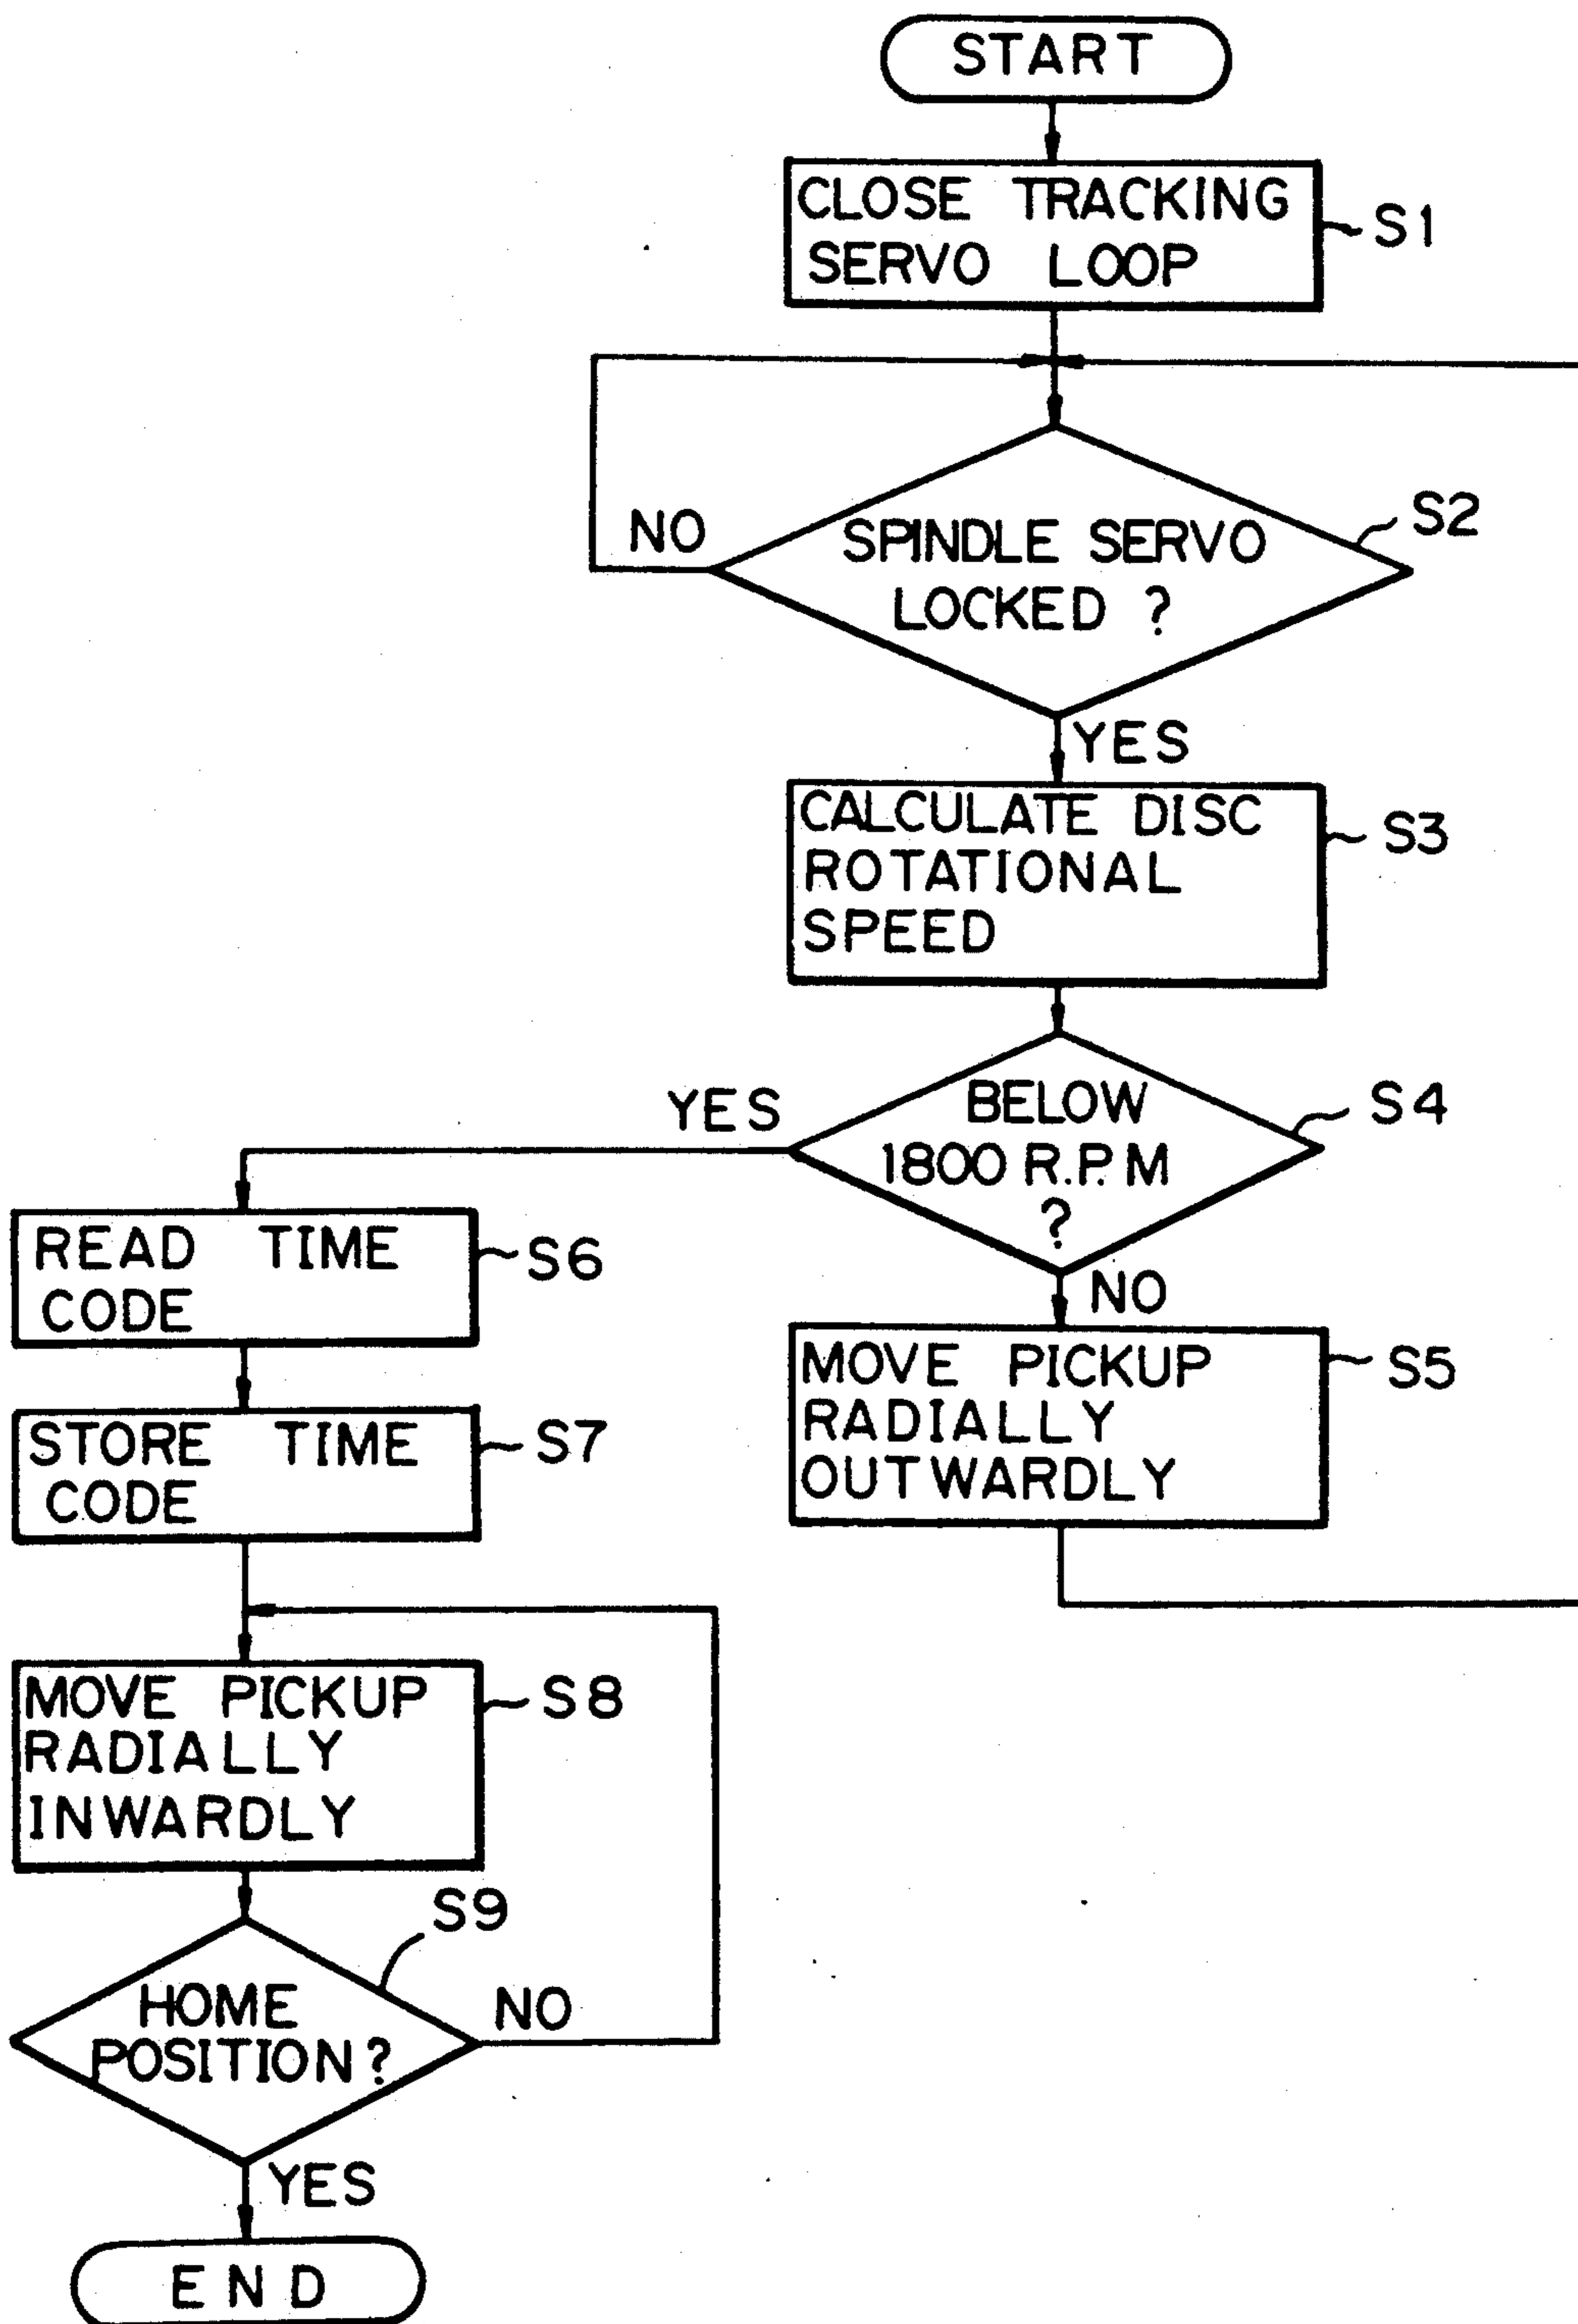 START
CLOSE TRACKING
SERVO LOOP
S1
NO
SPINDLE SERVO
LOCKED ?
S2
YES
CALCULATE DISC
ROTATIONAL
SPEED
S3
YES
BELOW
1800 R.P.M
?
S4
NO
MOVE PICKUP
RADIALLY
OUTWARDLY
S5
READ TIME
CODE
S6
STORE TIME
CODE
S7
MOVE PICKUP
RADIALLY
INWARDLY
S8
S9
HOME
POSITION?
NO
YES
END